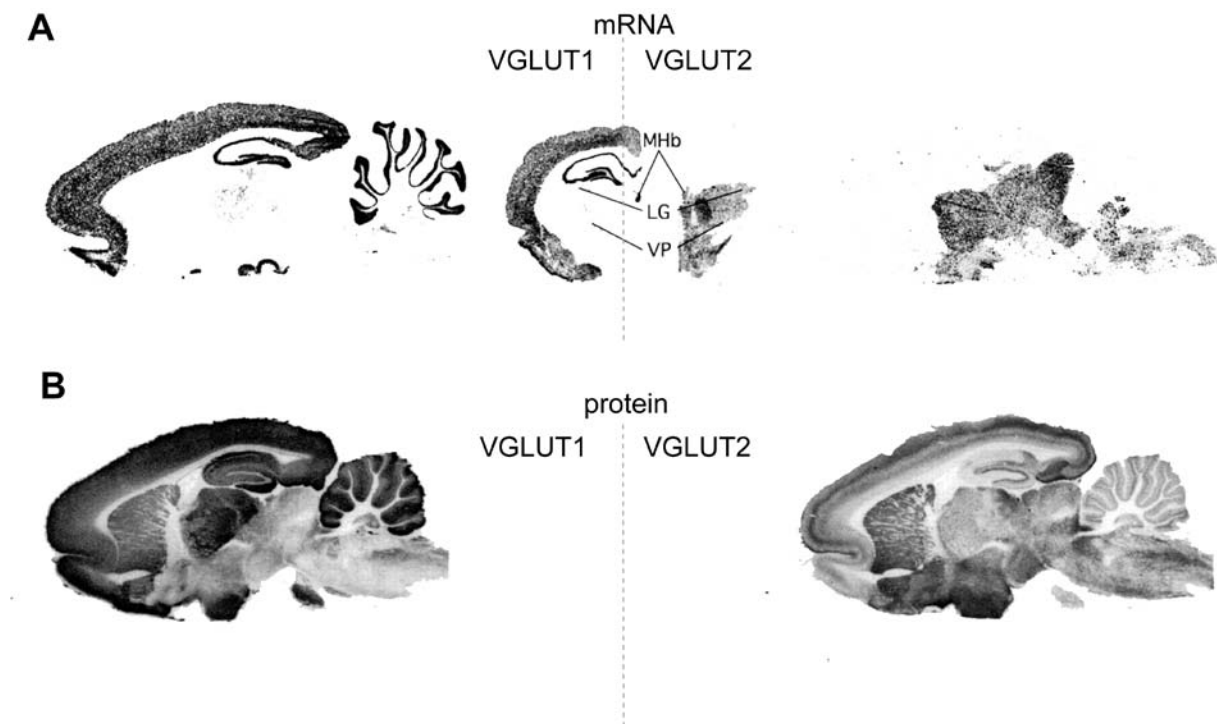 A
mRNA
VGLUT1 VGLUT2
MHb
LG
VP
B
protein
VGLUT1 VGLUT2